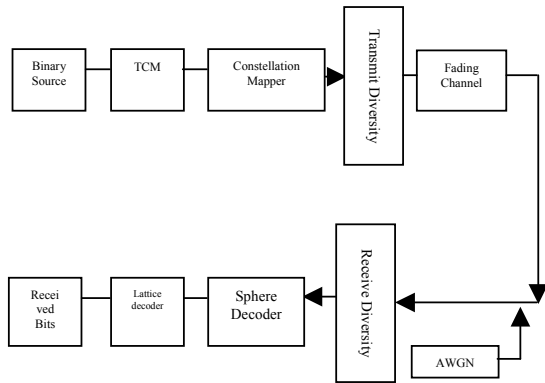 Binary
Source
TCM
Constellation
Mapper
Transmit Diversity
Fading
Channel
Recei
ved
Bits
Lattice
decoder
Sphere
Decoder
Receive Diversity
AWGN